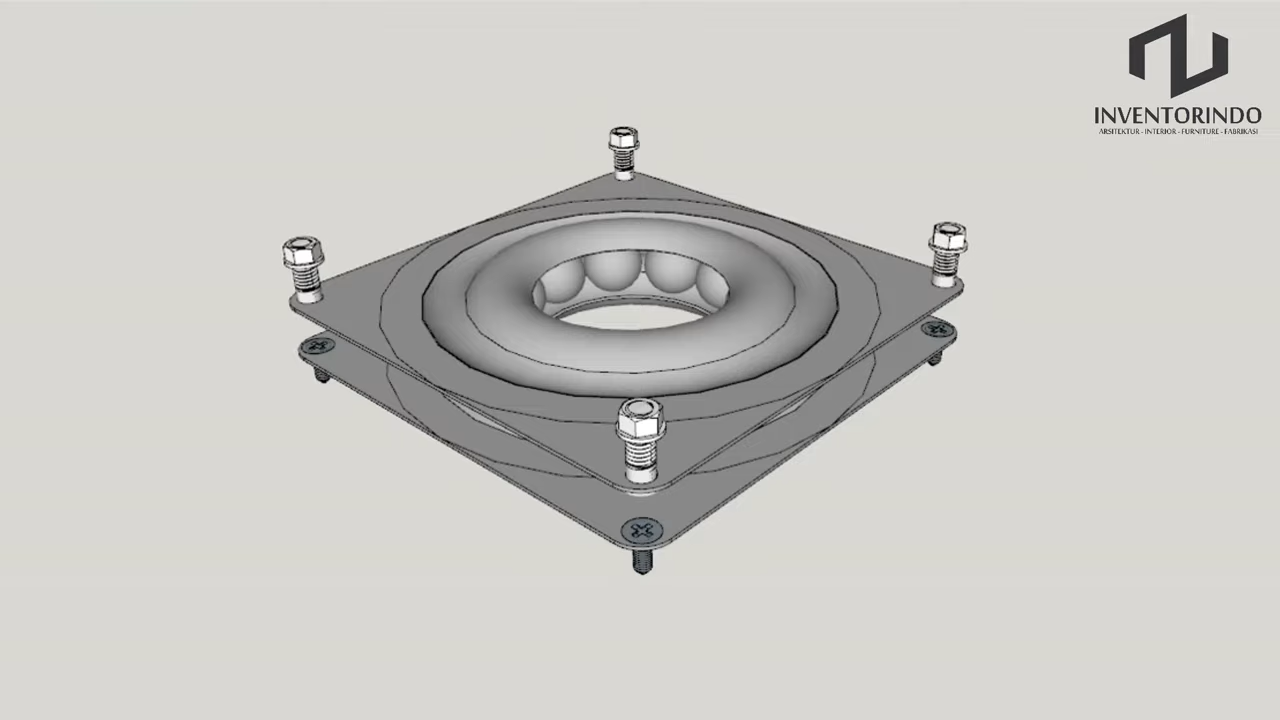 INVENTORINDO
ARSITEKTUR - INTERIOR - FURNITURE - FABRIKASI